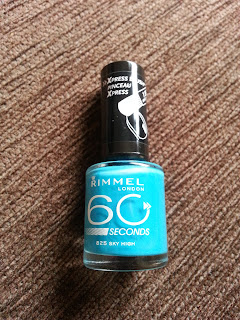 XPRESS
PINCEAU
XPRESS
RIMMEL
LONDON
60
SECONDS
825 SKY HIGH